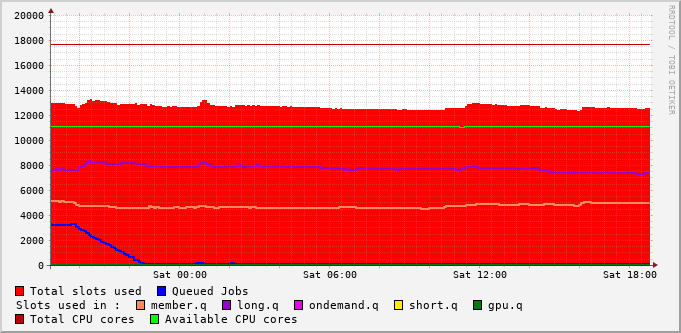 20000
18000
16000
14000
12000
10000
8000
6000
4000
2000
0
Sat 00:00 Sat 06:00 Sat 12:00 Sat 18:00
RRDTOOL / TOBI OETIKER
Total slots used Queued Jobs
Slots used in : member.q long.q ondemand.q short.q gpu.q
Total CPU cores Available CPU cores